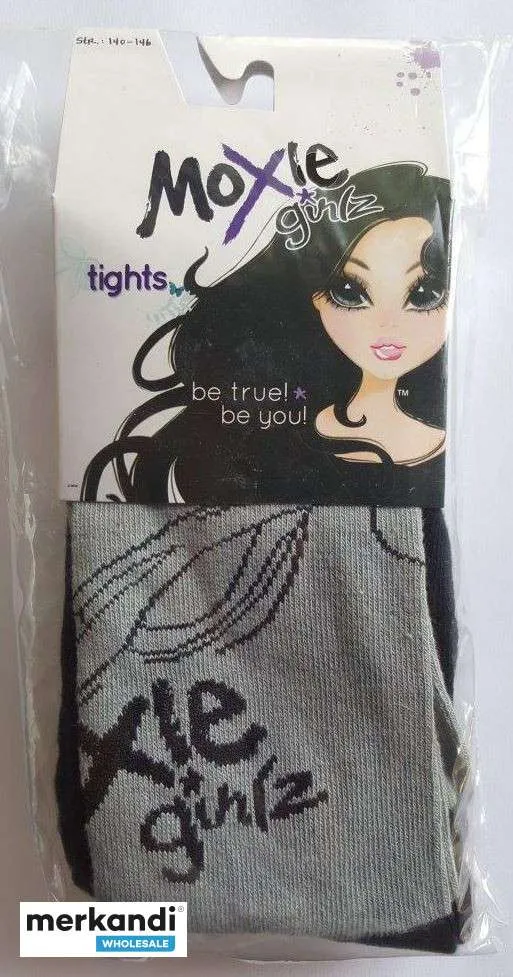 Str.: 140-146
MoXie
girlz
tights
be true!
be you!
TM
xie
girlz
merkandi®
WHOLESALE